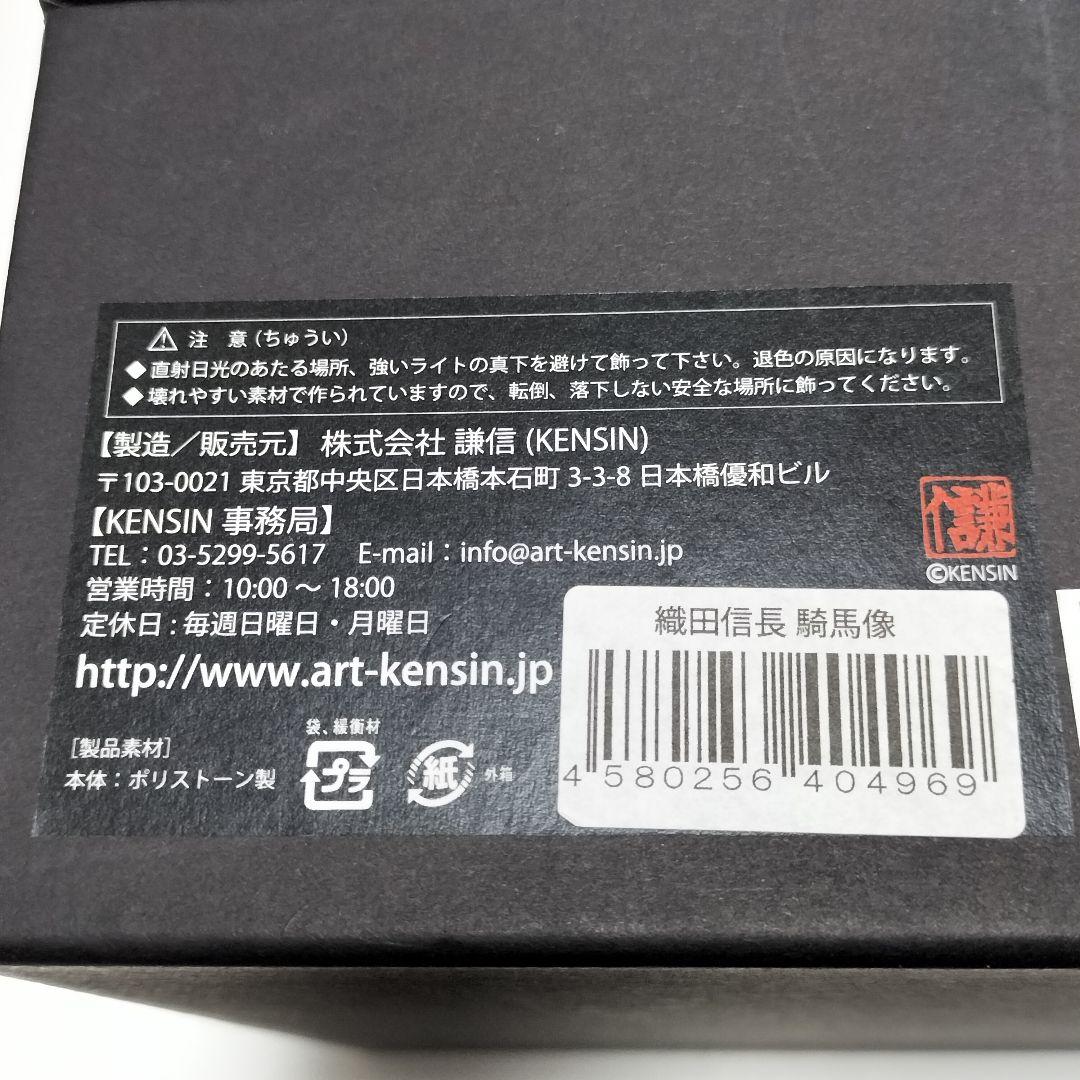 注 意(ちゅうい)
◆直射日光のあたる場所、強いライトの真下を避けて飾って下さい。退色の原因になります。
◆壊れやすい素材で作られていますので、転倒、落下しない安全な場所に飾ってください。
【製造／販売元】 株式会社 謙信 (KENSIN)
〒103-0021 東京都中央区日本橋本石町 3-3-8 日本橋優和ビル
【KENSIN 事務局】
TEL：03-5299-5617 E-mail：info@art-kensin.jp
営業時間：10:00 ～ 18:00
定休日：毎週日曜日・月曜日
http://www.art-kensin.jp
謙信
©KENSIN
織田信長 騎馬像
4 580256 404969
[製品素材]
本体：ポリストーン製
袋、緩衝材
プラ
紙
外箱